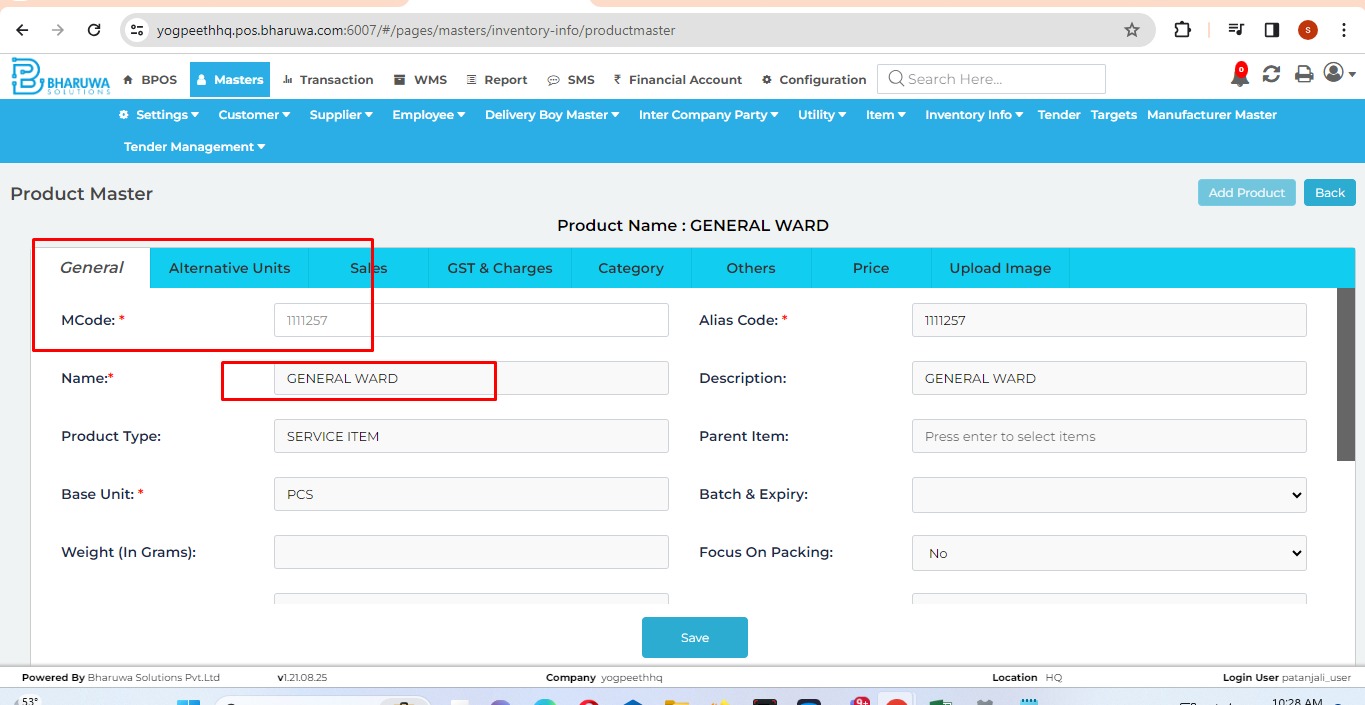 yogpeethhq.pos.bharuwa.com:6007/#/pages/masters/inventory-info/productmaster
S
BHARUWA SOLUTIONS
BPOS Masters Transaction WMS Report SMS ₹ Financial Account Configuration Search Here... 0
Settings Customer Supplier Employee Delivery Boy Master Inter Company Party Utility Item Inventory Info Tender Targets Manufacturer Master
Tender Management
Product Master
Add Product Back
Product Name : GENERAL WARD
General Alternative Units Sales GST & Charges Category Others Price Upload Image
MCode: * 1111257 Alias Code: * 1111257
Name:* GENERAL WARD Description: GENERAL WARD
Product Type: SERVICE ITEM Parent Item: Press enter to select items
Base Unit: * PCS Batch & Expiry:
Weight (In Grams): Focus On Packing: No
Save
Powered By Bharuwa Solutions Pvt.Ltd v1.21.08.25 Company yogpeethhq Location HQ Login User patanjali_user
53° 9+ 10:28 AM